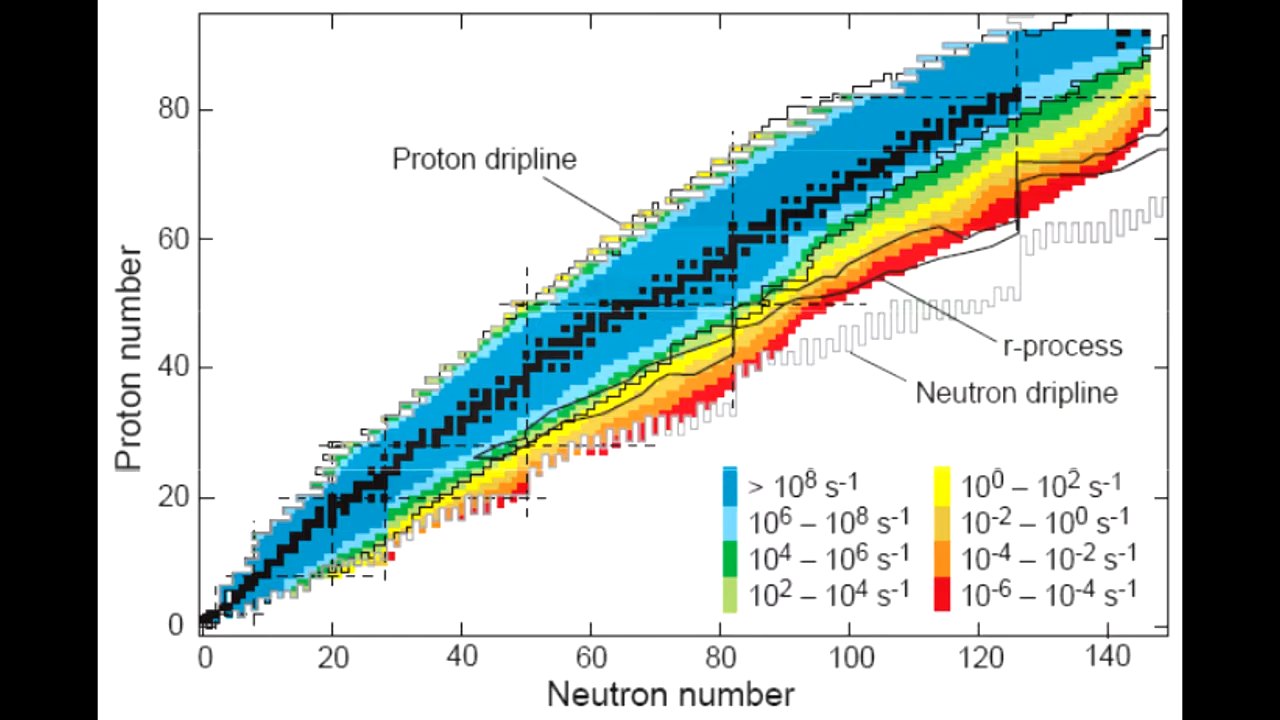 80
60
40
20
0
Proton number
Proton dripline
r-process
Neutron dripline
> 10⁸ s⁻¹
10⁶ – 10⁸ s⁻¹
10⁴ – 10⁶ s⁻¹
10² – 10⁴ s⁻¹
10⁰ – 10² s⁻¹
10⁻² – 10⁰ s⁻¹
10⁻⁴ – 10⁻² s⁻¹
10⁻⁶ – 10⁻⁴ s⁻¹
0 20 40 60 80 100 120 140
Neutron number